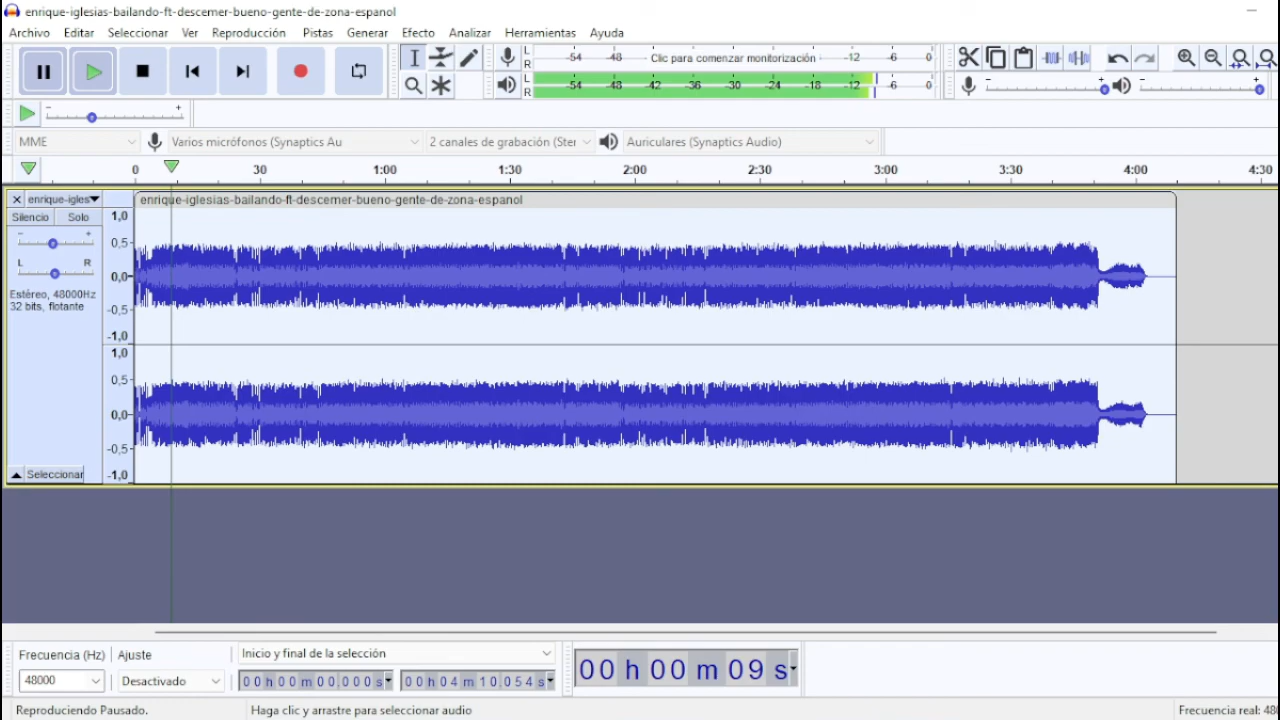 enrique-iglesias-bailando-ft-descemer-bueno-gente-de-zona-espanol
Archivo Editar Seleccionar Ver Reproducción Pistas Generar Efecto Analizar Herramientas Ayuda
L R -54 -48 Clic para comenzar monitorización -12 -6 0
L R -54 -48 -42 -36 -30 -24 -18 -12 -6 0
MME Varios micrófonos (Synaptics Au 2 canales de grabación (Ster Auriculares (Synaptics Audio)
0 30 1:00 1:30 2:00 2:30 3:00 3:30 4:00 4:30
enrique-igles enrique-iglesias-bailando-ft-descemer-bueno-gente-de-zona-espanol
Silencio Solo 1,0
0,5
L R
0,0
Estéreo, 48000Hz
32 bits, flotante
-0,5
-1,0
1,0
0,5
0,0
-0,5
Seleccionar -1,0
Frecuencia (Hz) Ajuste Inicio y final de la selección
48000 Desactivado 00 h 00 m 00.000 s 00 h 04 m 10.054 s 00 h 00 m 09 s
Reproduciendo Pausado. Haga clic y arrastre para seleccionar audio Frecuencia real: 480